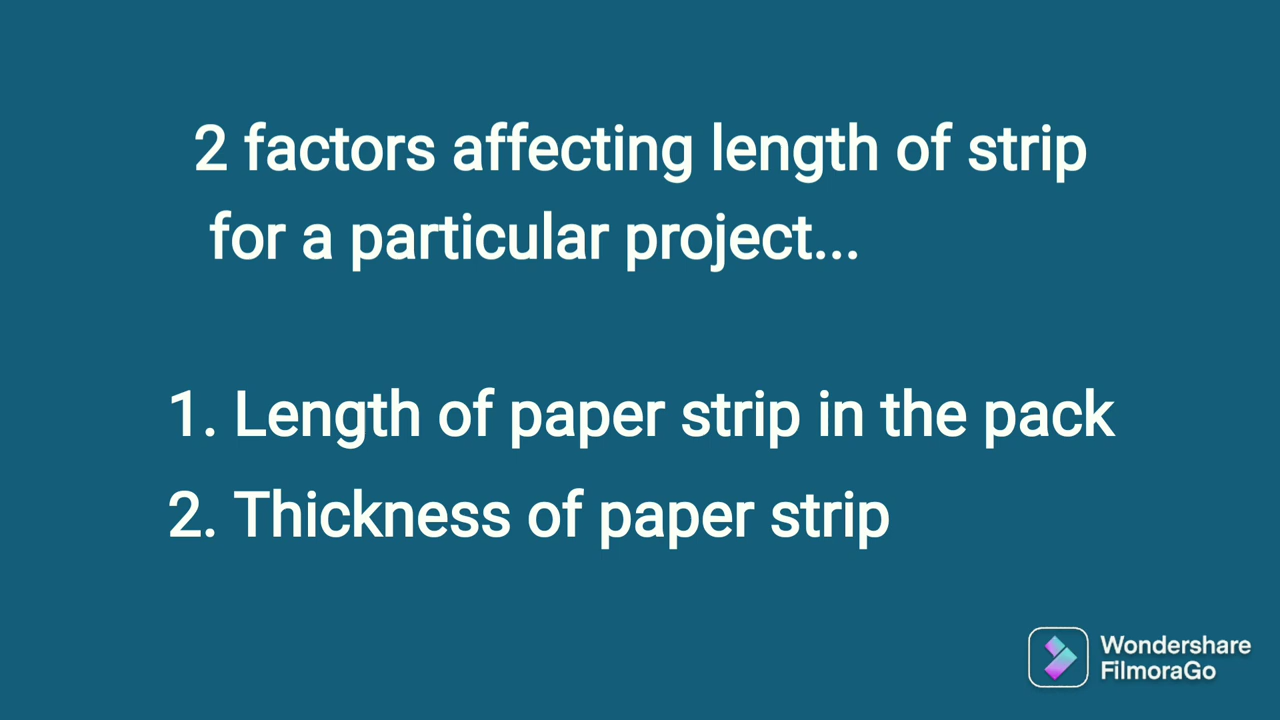 2 factors affecting length of strip
for a particular project...
1. Length of paper strip in the pack
2. Thickness of paper strip
Wondershare
FilmoraGo